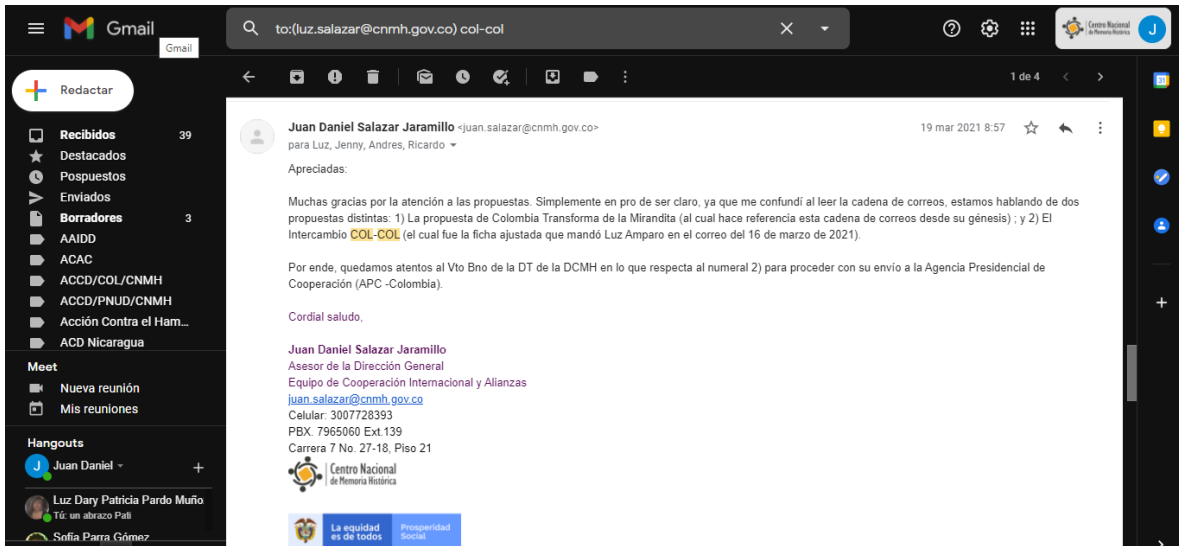 Gmail
to:(luz.salazar@cnmh.gov.co) col-col
Centro Nacional
de Memoria Histórica
J
Gmail
Redactar
1 de 4
Recibidos 39
Destacados
Pospuestos
Enviados
Borradores 3
AAIDD
ACAC
ACCD/COL/CNMH
ACCD/PNUD/CNMH
Acción Contra el Ham...
ACD Nicaragua
Meet
Nueva reunión
Mis reuniones
Hangouts
J Juan Daniel
Luz Dary Patricia Pardo Muño
Tú: un abrazo Pati
Sofía Parra Gómez
Juan Daniel Salazar Jaramillo <juan.salazar@cnmh.gov.co>
19 mar 2021 8:57
para Luz, Jenny, Andres, Ricardo
Apreciadas:
Muchas gracias por la atención a las propuestas. Simplemente en pro de ser claro, ya que me confundí al leer la cadena de correos, estamos hablando de dos
propuestas distintas: 1) La propuesta de Colombia Transforma de la Mirandita (al cual hace referencia esta cadena de correos desde su génesis) ; y 2) El
Intercambio COL-COL (el cual fue la ficha ajustada que mandó Luz Amparo en el correo del 16 de marzo de 2021).
Por ende, quedamos atentos al Vto Bno de la DT de la DCMH en lo que respecta al numeral 2) para proceder con su envío a la Agencia Presidencial de
Cooperación (APC -Colombia).
Cordial saludo,
Juan Daniel Salazar Jaramillo
Asesor de la Dirección General
Equipo de Cooperación Internacional y Alianzas
juan.salazar@cnmh.gov.co
Celular: 3007728393
PBX. 7965060 Ext.139
Carrera 7 No. 27-18, Piso 21
Centro Nacional
de Memoria Histórica
La equidad
es de todos
Prosperidad
Social
31